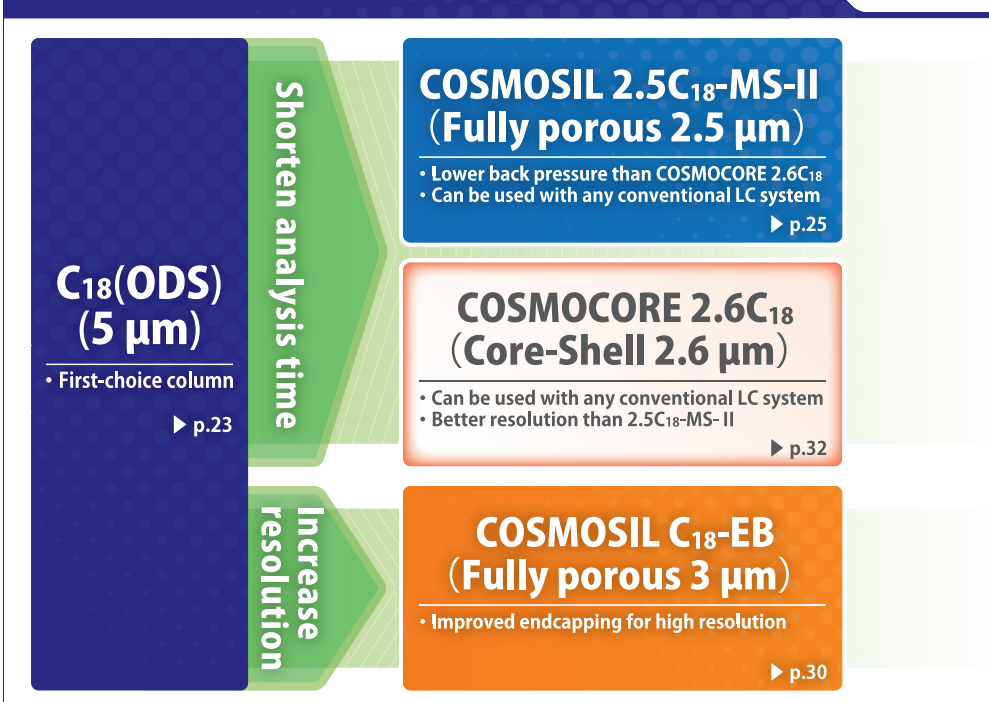 C18(ODS)
(5 μm)
• First-choice column
▶ p.23
Shorten analysis time
COSMOSIL 2.5C18-MS-II
(Fully porous 2.5 μm)
• Lower back pressure than COSMOCORE 2.6C18
• Can be used with any conventional LC system
▶ p.25
COSMOCORE 2.6C18
(Core-Shell 2.6 μm)
• Can be used with any conventional LC system
• Better resolution than 2.5C18-MS- II
▶ p.32
Increase
resolution
COSMOSIL C18-EB
(Fully porous 3 μm)
• Improved endcapping for high resolution
▶ p.30